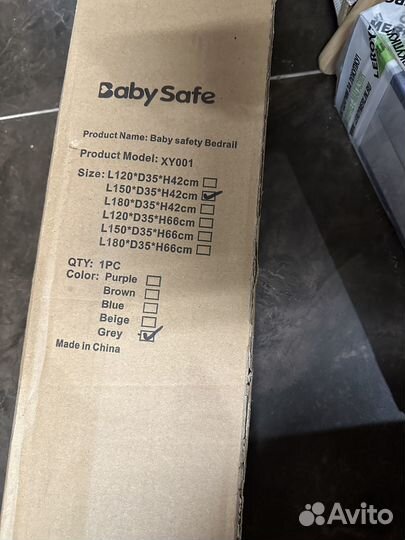 Baby Safe
Product Name: Baby safety Bedrail
Product Model: XY001
Size: L120*D35*H42cm
L150*D35*H42cm
L180*D35*H42cm
L120*D35*H66cm
L150*D35*H66cm
L180*D35*H66cm
QTY: 1PC
Color: Purple
Brown
Blue
Beige
Grey
Made in China
Avito